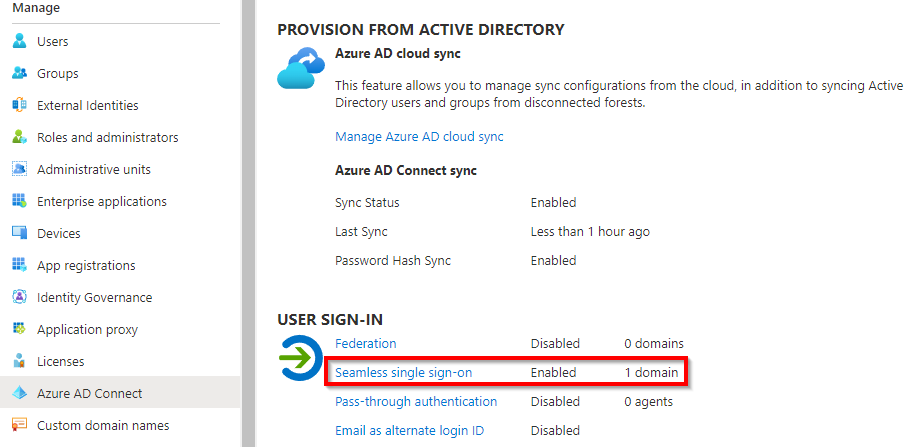 Manage
Users
Groups
External Identities
Roles and administrators
Administrative units
Enterprise applications
Devices
App registrations
Identity Governance
Application proxy
Licenses
Azure AD Connect
Custom domain names
PROVISION FROM ACTIVE DIRECTORY
Azure AD cloud sync
This feature allows you to manage sync configurations from the cloud, in addition to syncing Active
Directory users and groups from disconnected forests.
Manage Azure AD cloud sync
Azure AD Connect sync
Sync Status Enabled
Last Sync Less than 1 hour ago
Password Hash Sync Enabled
USER SIGN-IN
Federation Disabled 0 domains
Seamless single sign-on Enabled 1 domain
Pass-through authentication Disabled 0 agents
Email as alternate login ID Disabled